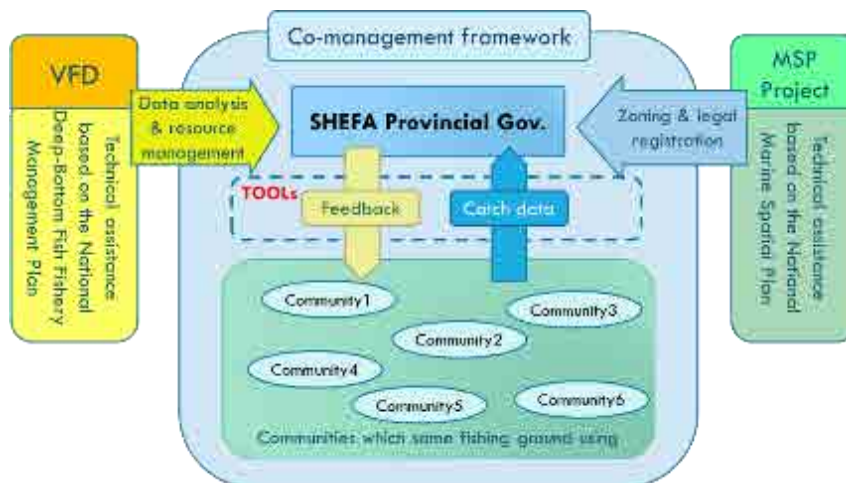 Co-management framework
VFD
Technical assistance
based on the National
Deep-Bottom Fish Fishery
Management Plan
Data analysis
& resource
management
SHEFA Provincial Gov.
Zoning & legal
registration
MSP
Project
Technical assistance
based on the National
Marine Spatial Plan
TOOLs
Feedback
Catch data
Community1
Community3
Community2
Community4
Community5
Community6
Communities which same fishing ground using